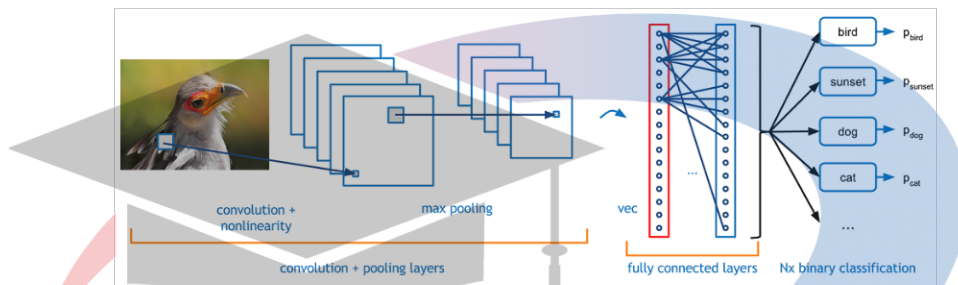 convolution +
nonlinearity
max pooling
convolution + pooling layers
vec
...
fully connected layers
bird
p_bird
sunset
p_sunset
dog
p_dog
cat
p_cat
...
Nx binary classification